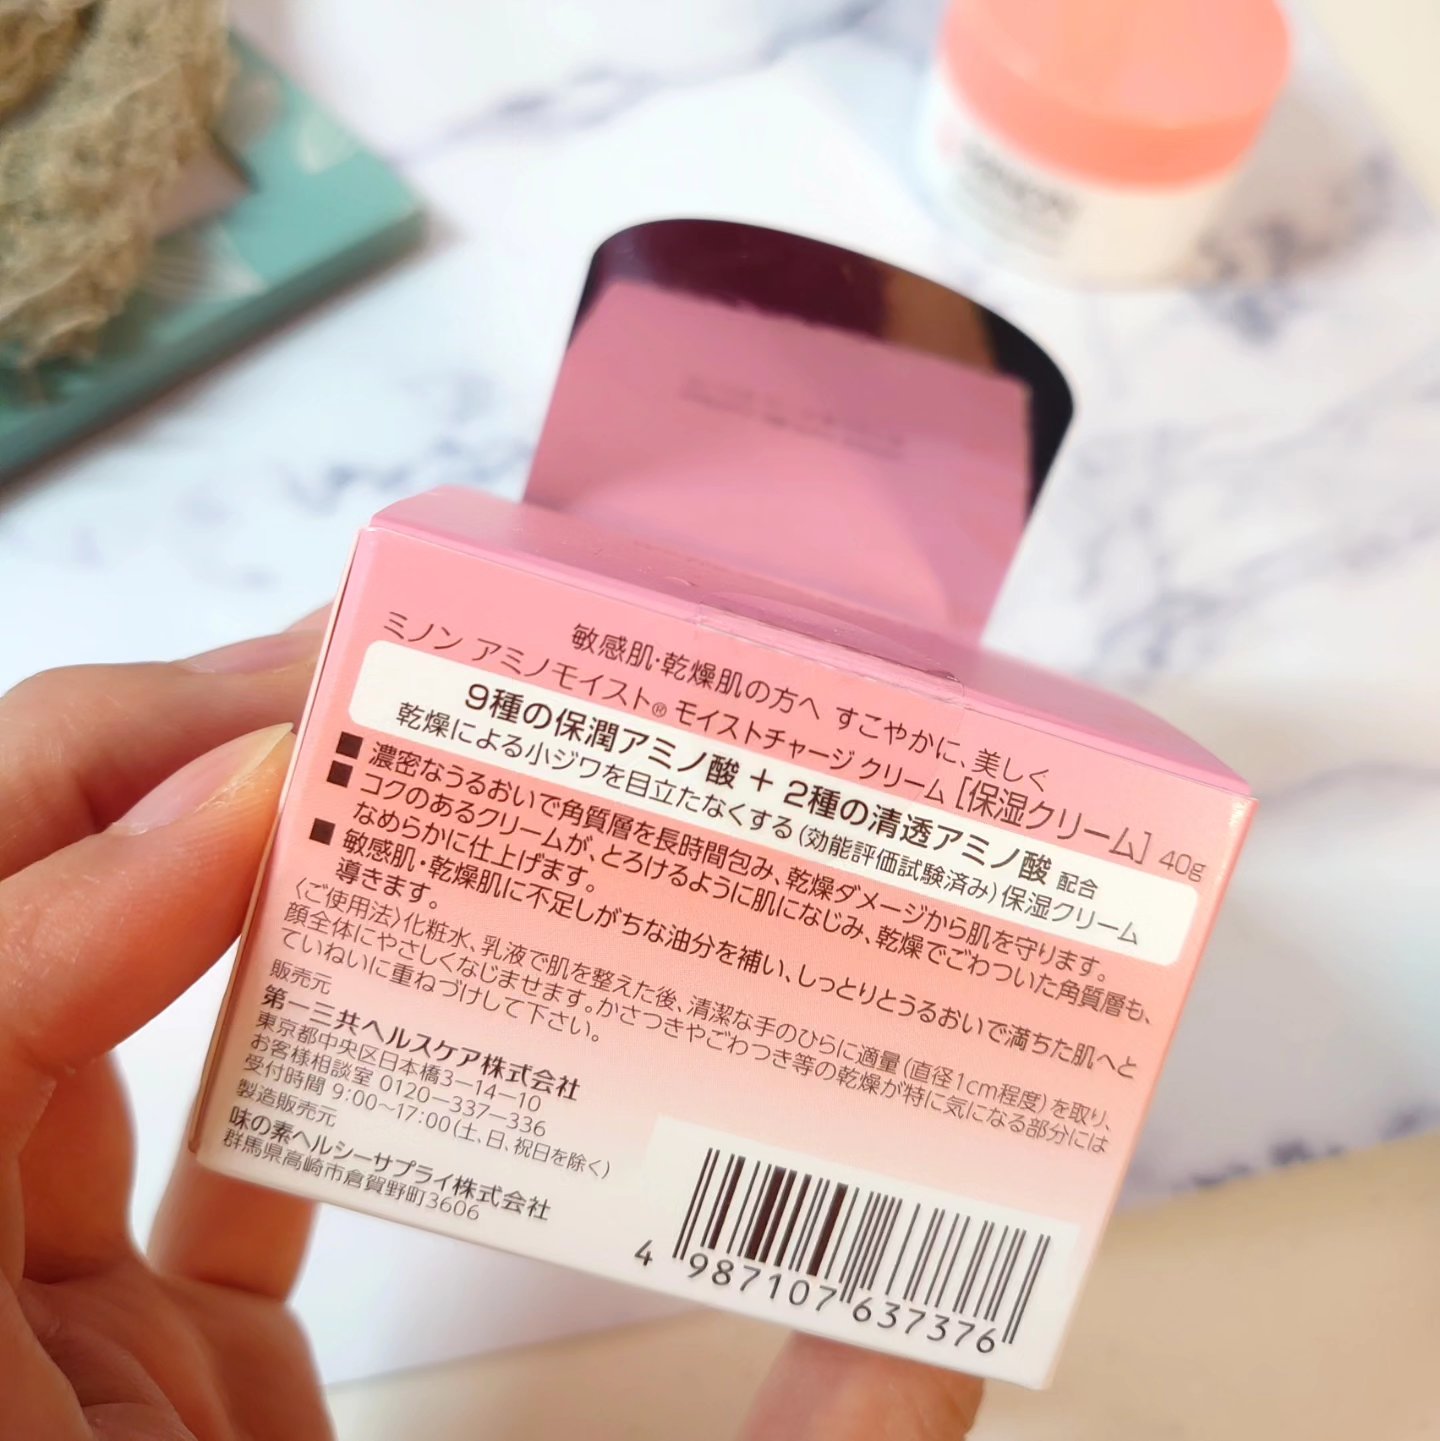 敏感肌・乾燥肌の方へ すこやかに、美しく
ミノン アミノモイスト® モイストチャージ クリーム [保湿クリーム] 40g
9種の保潤アミノ酸 + 2種の清透アミノ酸 配合
乾燥による小ジワを目立たなくする(効能評価試験済み)保湿クリーム
■ 濃密なうるおいで角質層を長時間包み、乾燥ダメージから肌を守ります。
■ コクのあるクリームが、とろけるように肌になじみ、乾燥でごわついた角質層も、
なめらかに仕上げます。
■ 敏感肌・乾燥肌に不足しがちな油分を補い、しっとりとうるおいで満ちた肌へと
導きます。
〈ご使用法〉化粧水、乳液で肌を整えた後、清潔な手のひらに適量(直径1cm程度)を取り、
顔全体にやさしくなじませます。かさつきやごわつき等の乾燥が特に気になる部分には
ていねいに重ねづけして下さい。
販売元
第一三共ヘルスケア株式会社
東京都中央区日本橋3-14-10
お客様相談室 0120-337-336
受付時間 9:00~17:00(土、日、祝日を除く)
製造販売元
味の素ヘルシーサプライ株式会社
群馬県高崎市倉賀野町3606
4 987107 637376